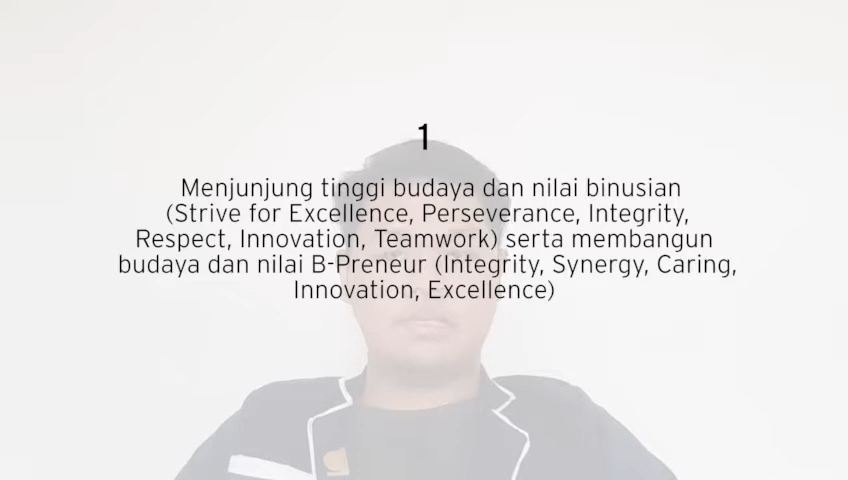 1
Menjunjung tinggi budaya dan nilai binusian
(Strive for Excellence, Perseverance, Integrity,
Respect, Innovation, Teamwork) serta membangun
budaya dan nilai B-Preneur (Integrity, Synergy, Caring,
Innovation, Excellence)